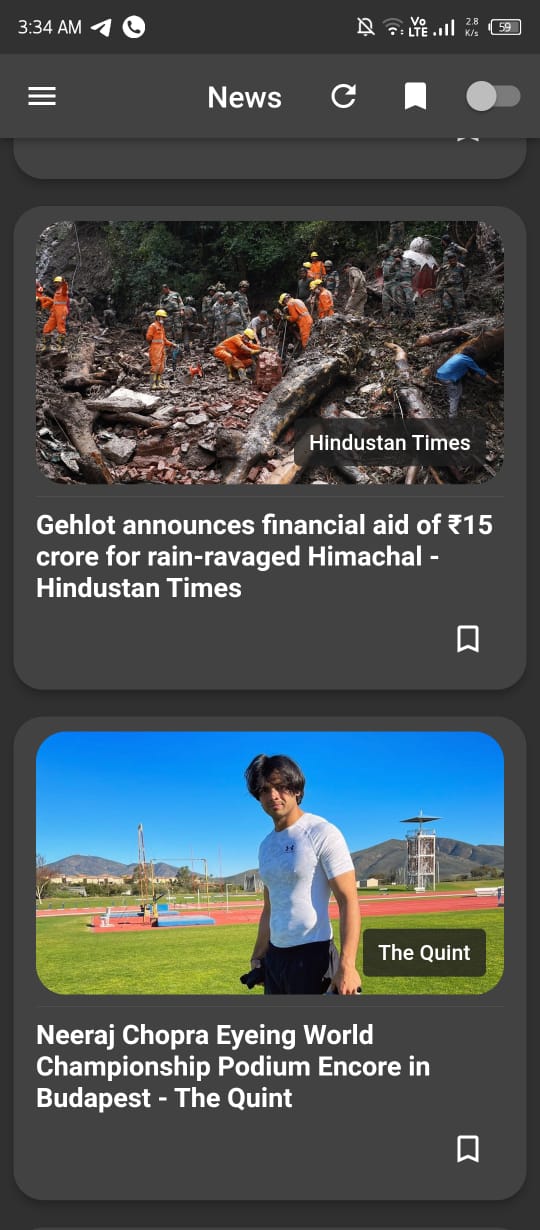 3:34 AM
Vo
LTE
2.8
K/s
59
News
Hindustan Times
Gehlot announces financial aid of ₹15
crore for rain-ravaged Himachal -
Hindustan Times
The Quint
Neeraj Chopra Eyeing World
Championship Podium Encore in
Budapest - The Quint